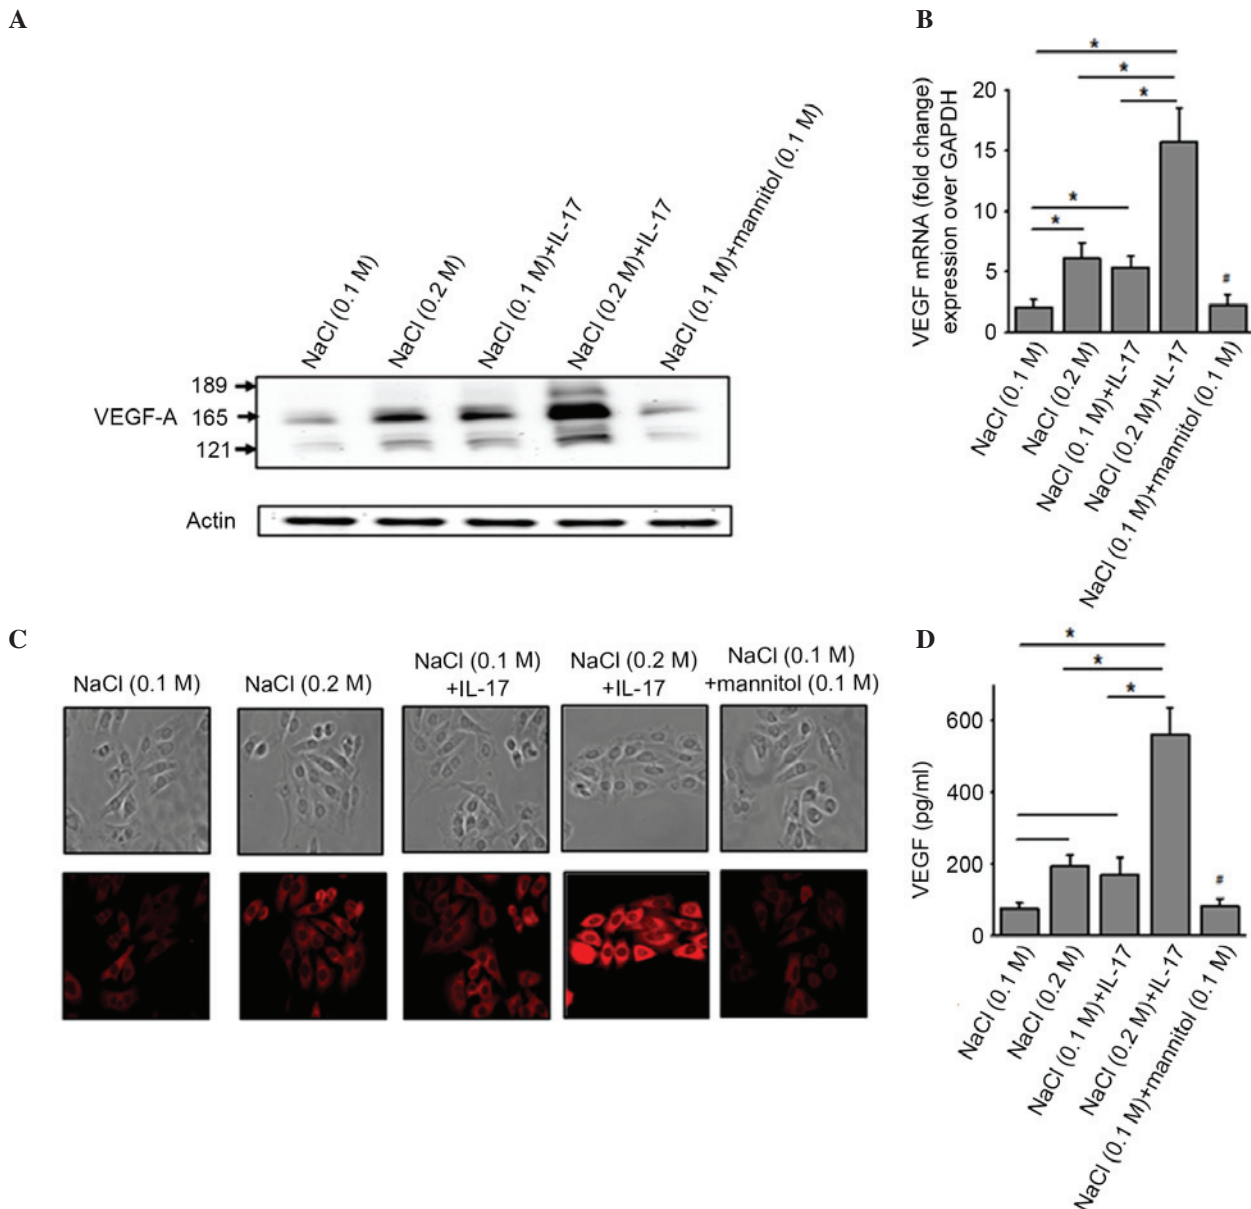 A
NaCl (0.1 M)
NaCl (0.2 M)
NaCl (0.1 M)+IL-17
NaCl (0.2 M)+IL-17
NaCl (0.1 M)+mannitol (0.1 M)
VEGF-A
189
165
121
Actin
B
*
*
*
*
*
#
VEGF mRNA (fold change)
expression over GAPDH
20
15
10
5
0
NaCl (0.1 M)
NaCl (0.2 M)
NaCl (0.1 M)+IL-17
NaCl (0.2 M)+IL-17
NaCl (0.1 M)+mannitol (0.1 M)
C
NaCl (0.1 M)
NaCl (0.2 M)
NaCl (0.1 M)
+IL-17
NaCl (0.2 M)
+IL-17
NaCl (0.1 M)
+mannitol (0.1 M)
D
*
*
*
#
VEGF (pg/ml)
600
400
200
0
NaCl (0.1 M)
NaCl (0.2 M)
NaCl (0.1 M)+IL-17
NaCl (0.2 M)+IL-17
NaCl (0.1 M)+mannitol (0.1 M)